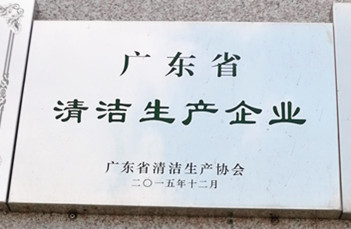 广东省
清洁生产企业
广东省清洁生产协会
二〇一五年十二月